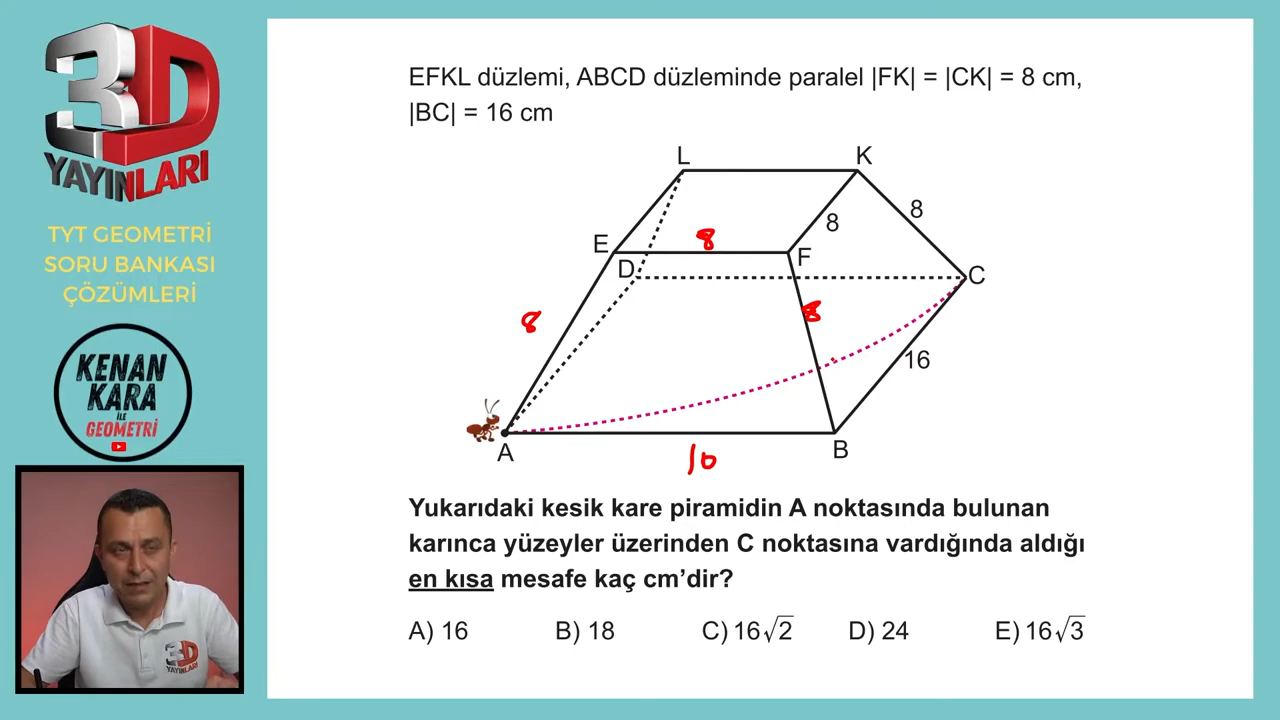 3D
YAYINLARI
TYT GEOMETRİ
SORU BANKASI
ÇÖZÜMLERİ
KENAN
KARA
İLE
GEOMETRİ
EFKL düzlemi, ABCD düzleminde paralel |FK| = |CK| = 8 cm,
|BC| = 16 cm
L
K
8
8
8
E
F
D
C
8
8
16
A
B
16
Yukarıdaki kesik kare piramidin A noktasında bulunan
karınca yüzeyler üzerinden C noktasına vardığında aldığı
en kısa mesafe kaç cm’dir?
A) 16 B) 18 C) 16√2 D) 24 E) 16√3
3D
YAYINLARI